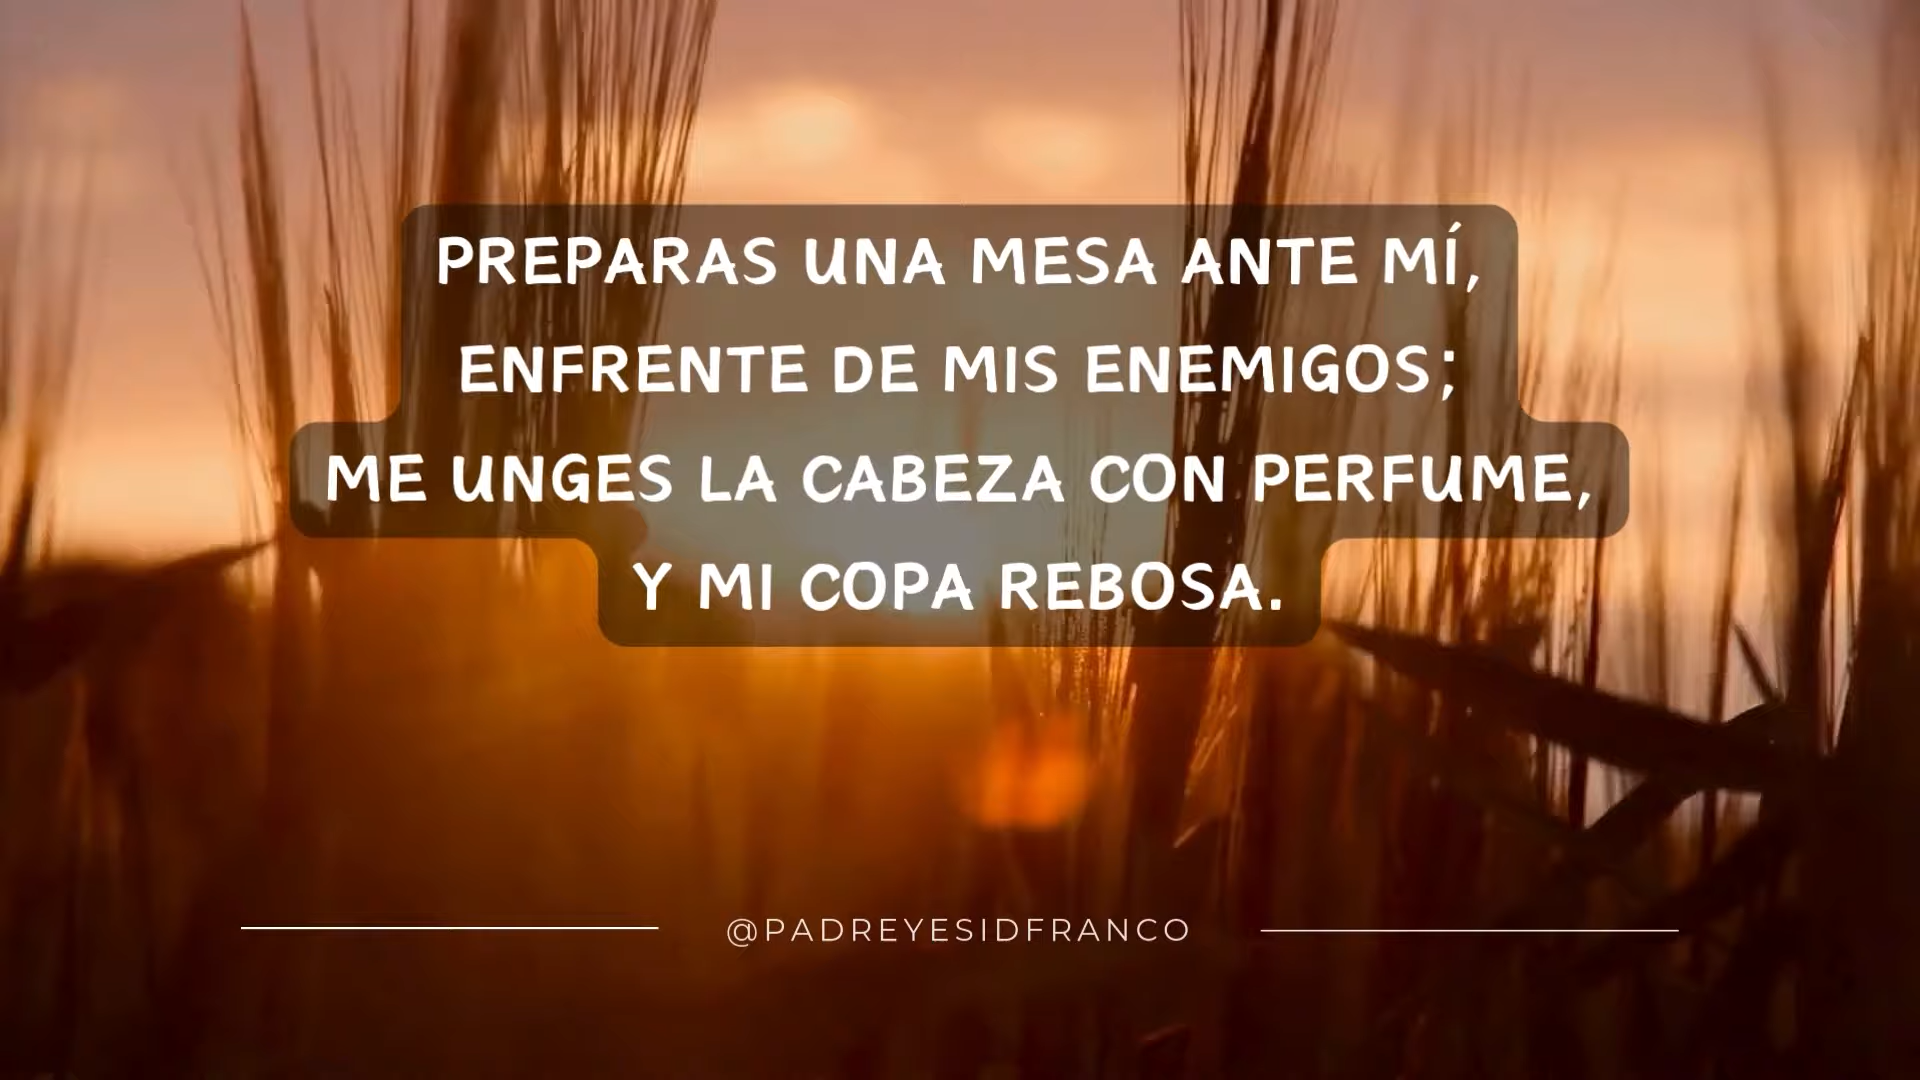 PREPARAS UNA MESA ANTE MÍ,
ENFRENTE DE MIS ENEMIGOS;
ME UNGES LA CABEZA CON PERFUME,
Y MI COPA REBOSA.
@PADREYESIDFRANCO